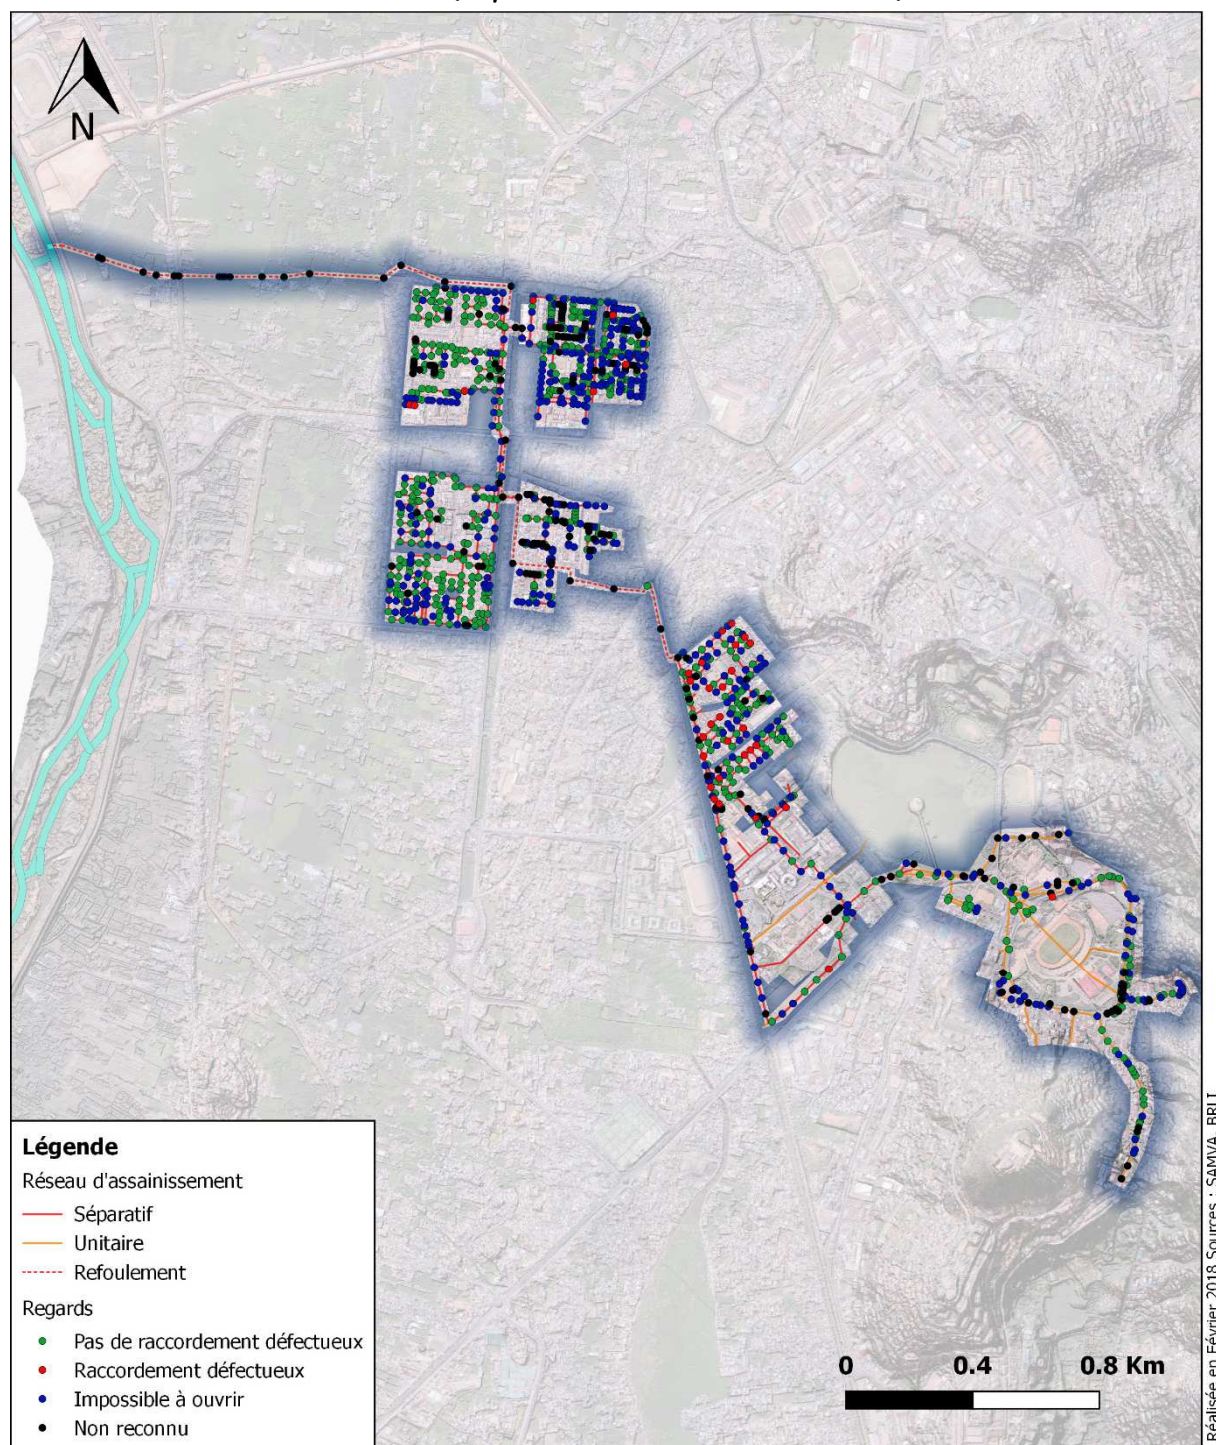 N
Légende
Réseau d'assainissement
Séparatif
Unitaire
Refoulement
Regards
Pas de raccordement défectueux
Raccordement défectueux
Impossible à ouvrir
Non reconnu
0 0.4 0.8 Km
Réalisée en Février 2018 Sources : SAMVA, BRLI